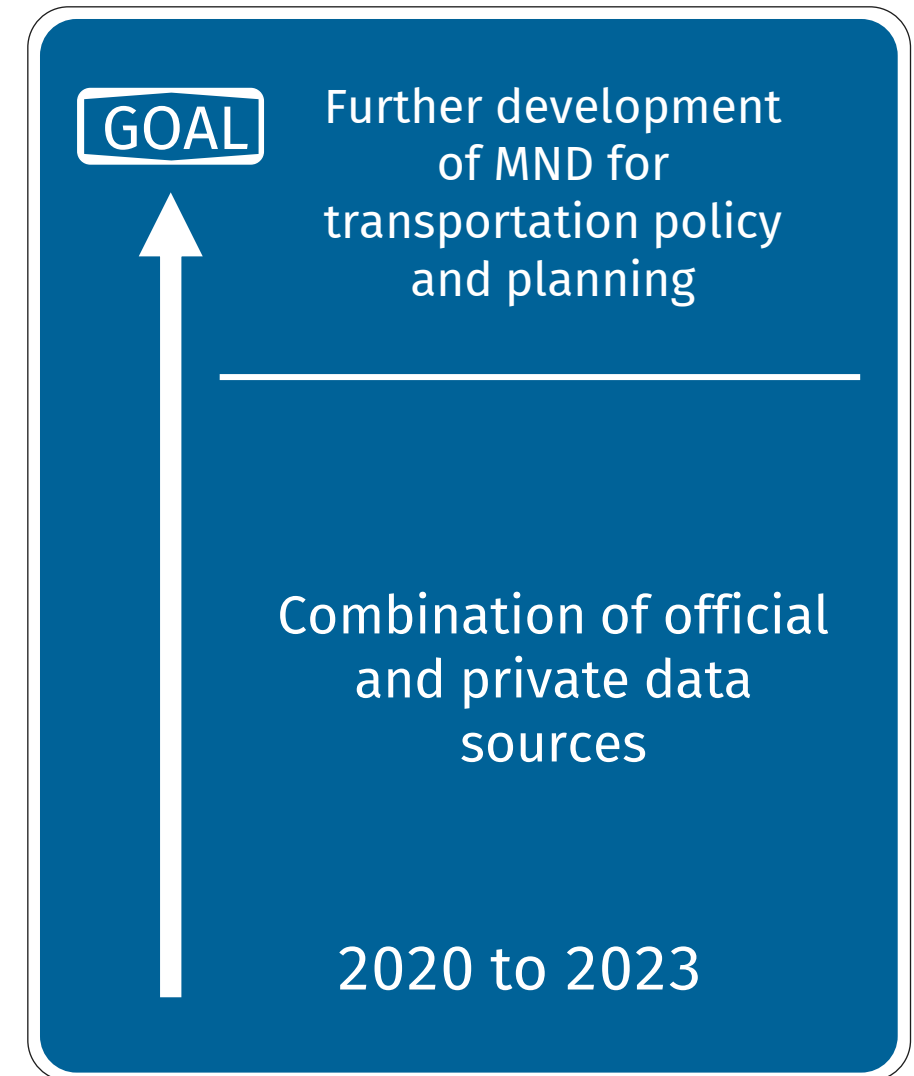 GOAL
Further development
of MND for
transportation policy
and planning
Combination of official
and private data
sources
2020 to 2023